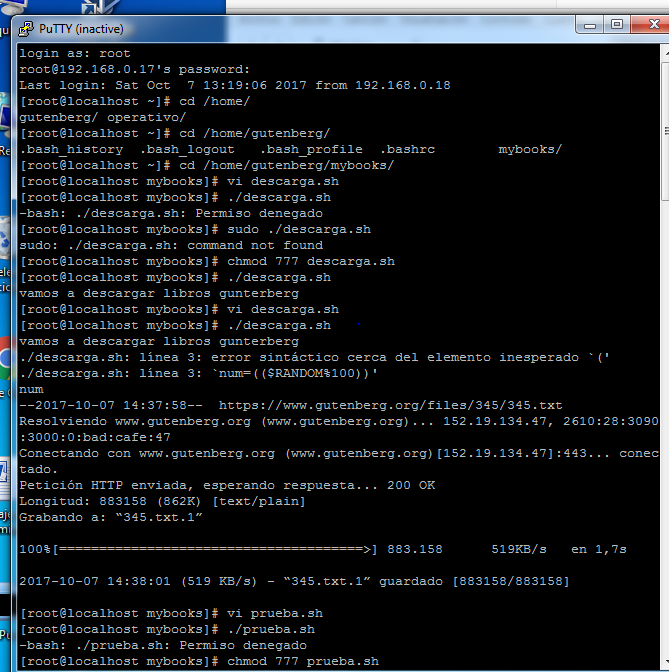 PuTTY (inactive)
login as: root
root@192.168.0.17's password:
Last login: Sat Oct  7 13:19:06 2017 from 192.168.0.18
[root@localhost ~]# cd /home/
gutenberg/ operativo/
[root@localhost ~]# cd /home/gutenberg/
.bash_history  .bash_logout   .bash_profile  .bashrc        mybooks/
[root@localhost ~]# cd /home/gutenberg/mybooks/
[root@localhost mybooks]# vi descarga.sh
[root@localhost mybooks]# ./descarga.sh
-bash: ./descarga.sh: Permiso denegado
[root@localhost mybooks]# sudo ./descarga.sh
sudo: ./descarga.sh: command not found
[root@localhost mybooks]# chmod 777 descarga.sh
[root@localhost mybooks]# ./descarga.sh
vamos a descargar libros gunterberg
[root@localhost mybooks]# vi descarga.sh
[root@localhost mybooks]# ./descarga.sh
vamos a descargar libros gunterberg
./descarga.sh: línea 3: error sintáctico cerca del elemento inesperado `('
./descarga.sh: línea 3: `num=(($RANDOM%100))'
num
--2017-10-07 14:37:58--  https://www.gutenberg.org/files/345/345.txt
Resolviendo www.gutenberg.org (www.gutenberg.org)... 152.19.134.47, 2610:28:3090
:3000:0:bad:cafe:47
Conectando con www.gutenberg.org (www.gutenberg.org)[152.19.134.47]:443... conec
tado.
Petición HTTP enviada, esperando respuesta... 200 OK
Longitud: 883158 (862K) [text/plain]
Grabando a: “345.txt.1”
100%[======================================>] 883.158      519KB/s   en 1,7s
2017-10-07 14:38:01 (519 KB/s) - “345.txt.1” guardado [883158/883158]
[root@localhost mybooks]# vi prueba.sh
[root@localhost mybooks]# ./prueba.sh
-bash: ./prueba.sh: Permiso denegado
[root@localhost mybooks]# chmod 777 prueba.sh